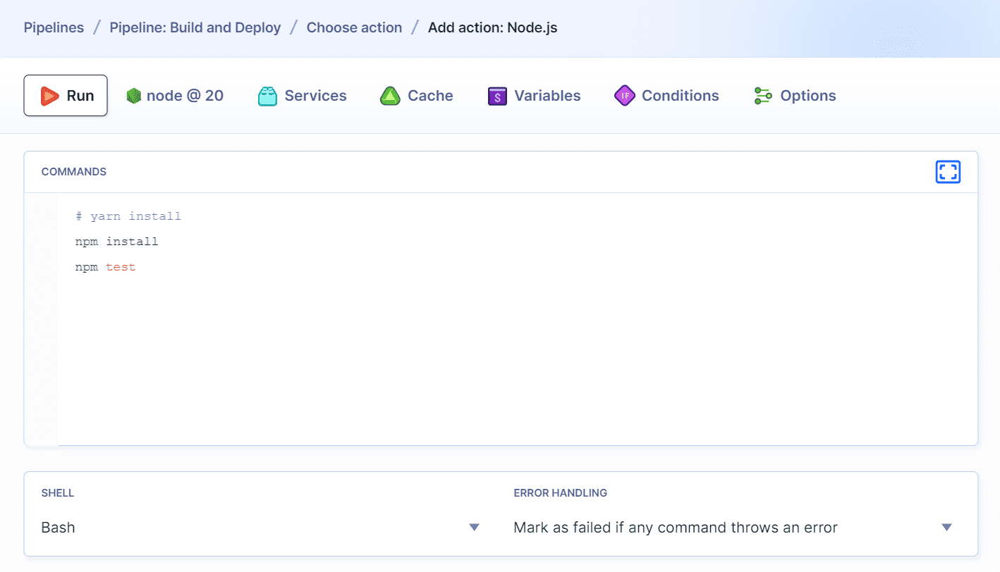 Pipelines / Pipeline: Build and Deploy / Choose action / Add action: Node.js
Run node @ 20 Services Cache $ Variables IF Conditions Options
COMMANDS
# yarn install
npm install
npm test
SHELL ERROR HANDLING
Bash Mark as failed if any command throws an error